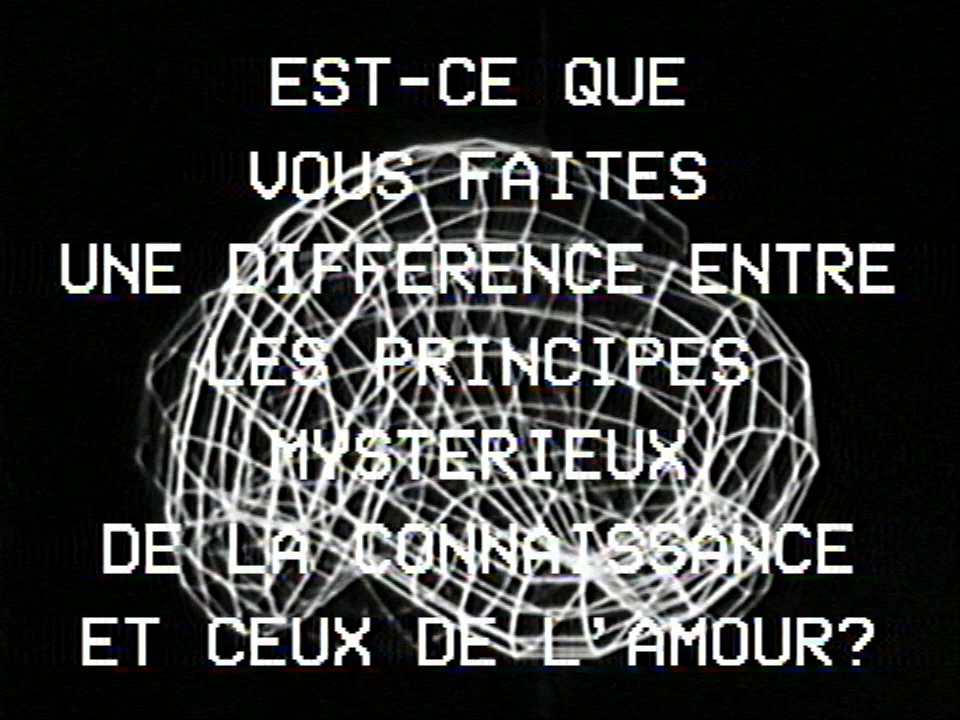 EST-CE QUE
VOUS FAITES
UNE DIFFERENCE ENTRE
LES PRINCIPES
MYSTERIEUX
DE LA CONNAISSANCE
ET CEUX DE L'AMOUR?